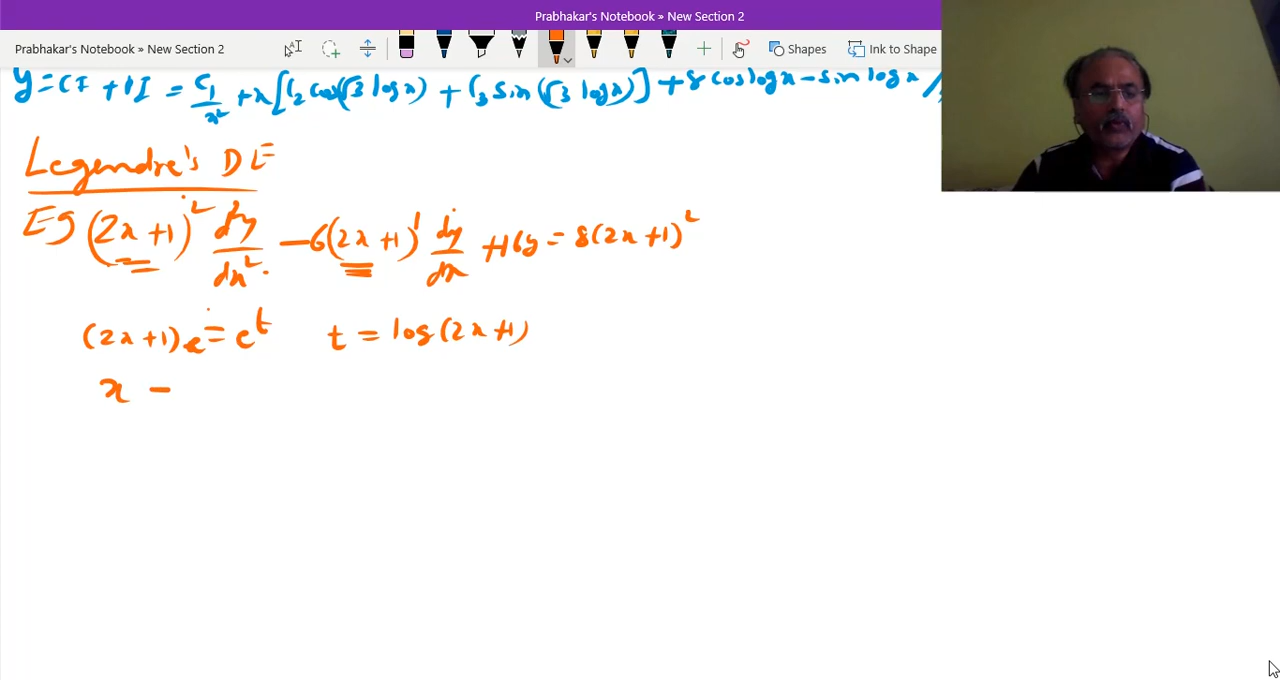 Prabhakar's Notebook » New Section 2
Prabhakar's Notebook » New Section 2
Shapes
Ink to Shape
y = CF + PI = C₁/x² + x[C₂ cos(√3 log x) + C₃ sin(√3 log x)] + 8 cos log x − sin log x //
Legendre's DE
Eg (2x+1)² d²y/dx² − 6(2x+1)¹ dy/dx + 16y = 8(2x+1)²
(2x+1) = e^t t = log(2x+1)
x −